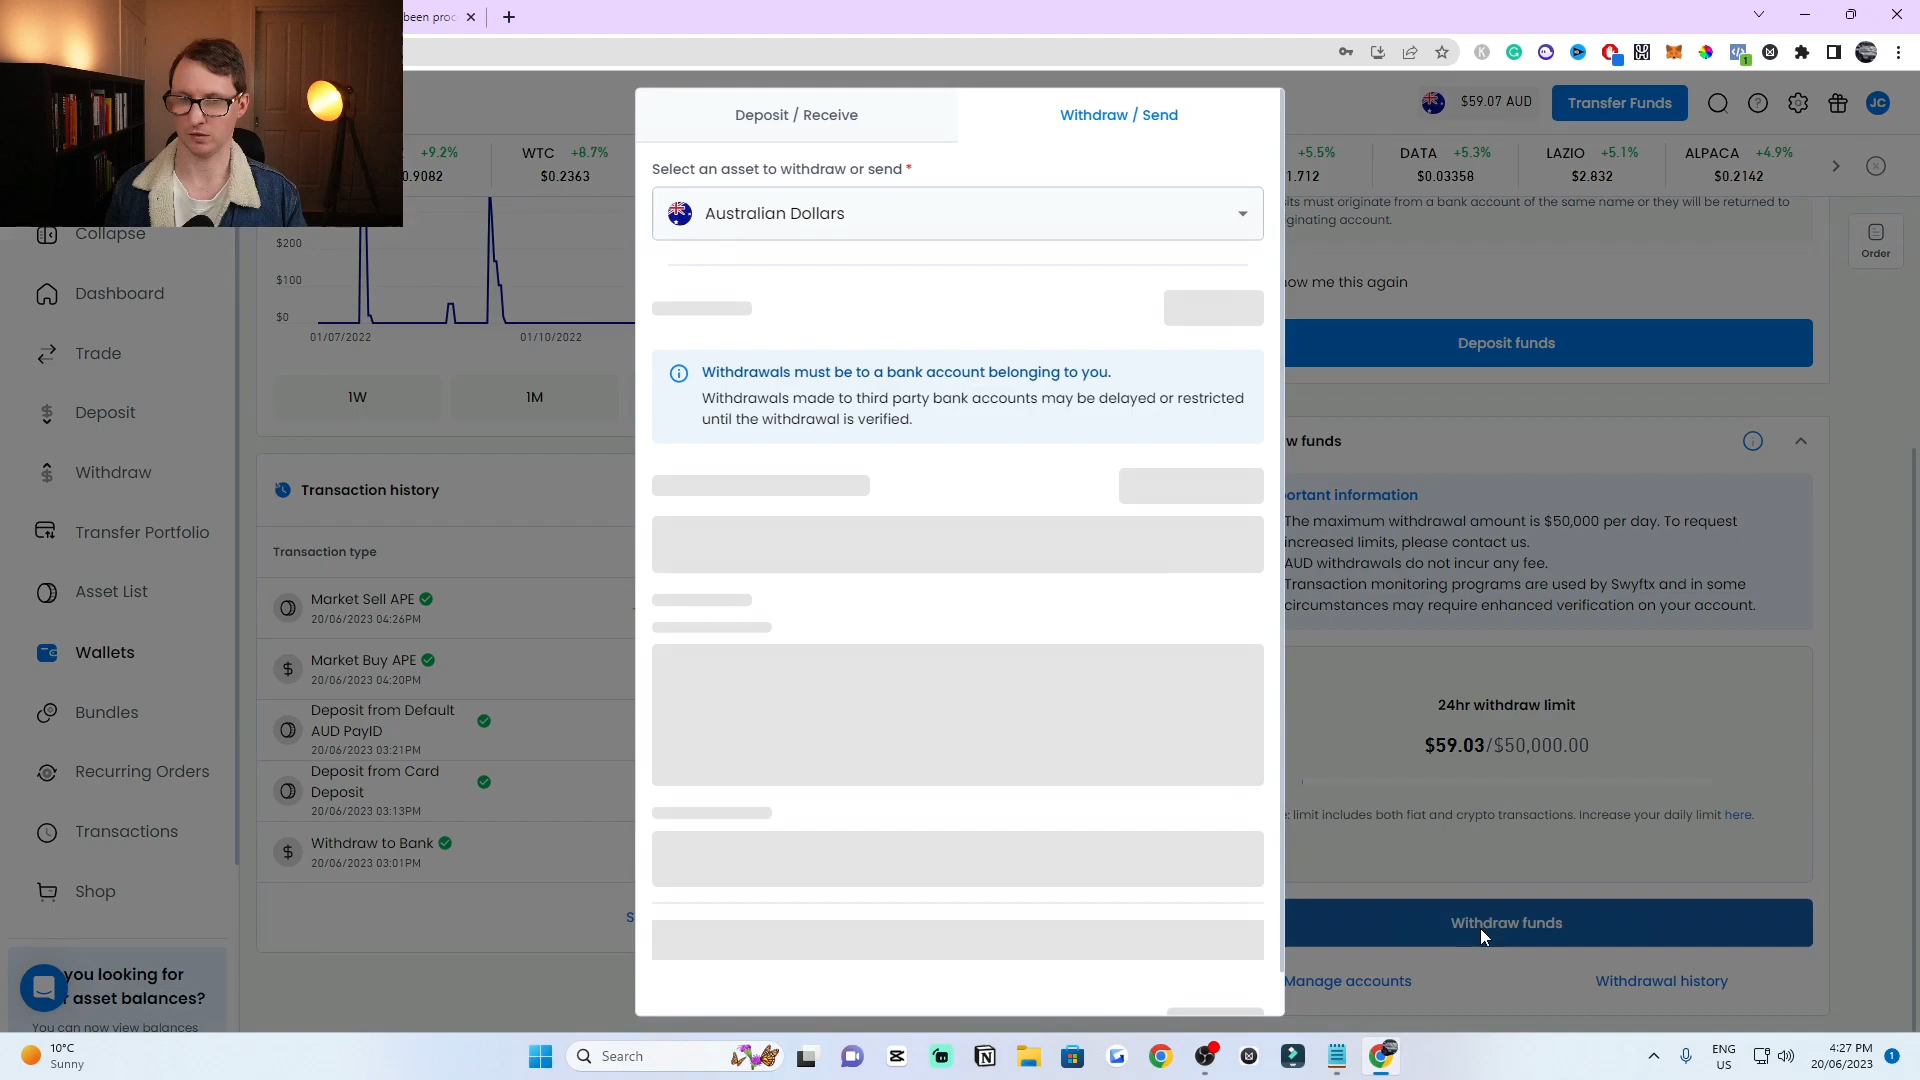 been proc
$59.07 AUD
Transfer Funds
JC
+9.2%
0.9082
WTC +8.7%
$0.2363
+5.5%
1.712
DATA +5.3%
$0.03358
LAZIO +5.1%
$2.832
ALPACA +4.9%
$0.2142
Collapse
Dashboard
Trade
Deposit
Withdraw
Transfer Portfolio
Asset List
Wallets
Bundles
Recurring Orders
Transactions
Shop
you looking for
asset balances?
You can now view balances
$200
$100
$0
01/07/2022
01/10/2022
1W
1M
Transaction history
Transaction type
Market Sell APE
20/06/2023 04:26PM
Market Buy APE
20/06/2023 04:20PM
Deposit from Default
AUD PayID
20/06/2023 03:21PM
Deposit from Card
Deposit
20/06/2023 03:13PM
Withdraw to Bank
20/06/2023 03:01PM
S
Deposit / Receive
Withdraw / Send
Select an asset to withdraw or send *
Australian Dollars
Withdrawals must be to a bank account belonging to you.
Withdrawals made to third party bank accounts may be delayed or restricted
until the withdrawal is verified.
sits must originate from a bank account of the same name or they will be returned to
ginating account.
ow me this again
Deposit funds
Order
w funds
ortant information
The maximum withdrawal amount is $50,000 per day. To request
increased limits, please contact us.
AUD withdrawals do not incur any fee.
Transaction monitoring programs are used by Swyftx and in some
circumstances may require enhanced verification on your account.
24hr withdraw limit
$59.03/$50,000.00
: limit includes both fiat and crypto transactions. Increase your daily limit here.
Withdraw funds
Manage accounts
Withdrawal history
10°C
Sunny
Search
ENG
US
4:27 PM
20/06/2023
1